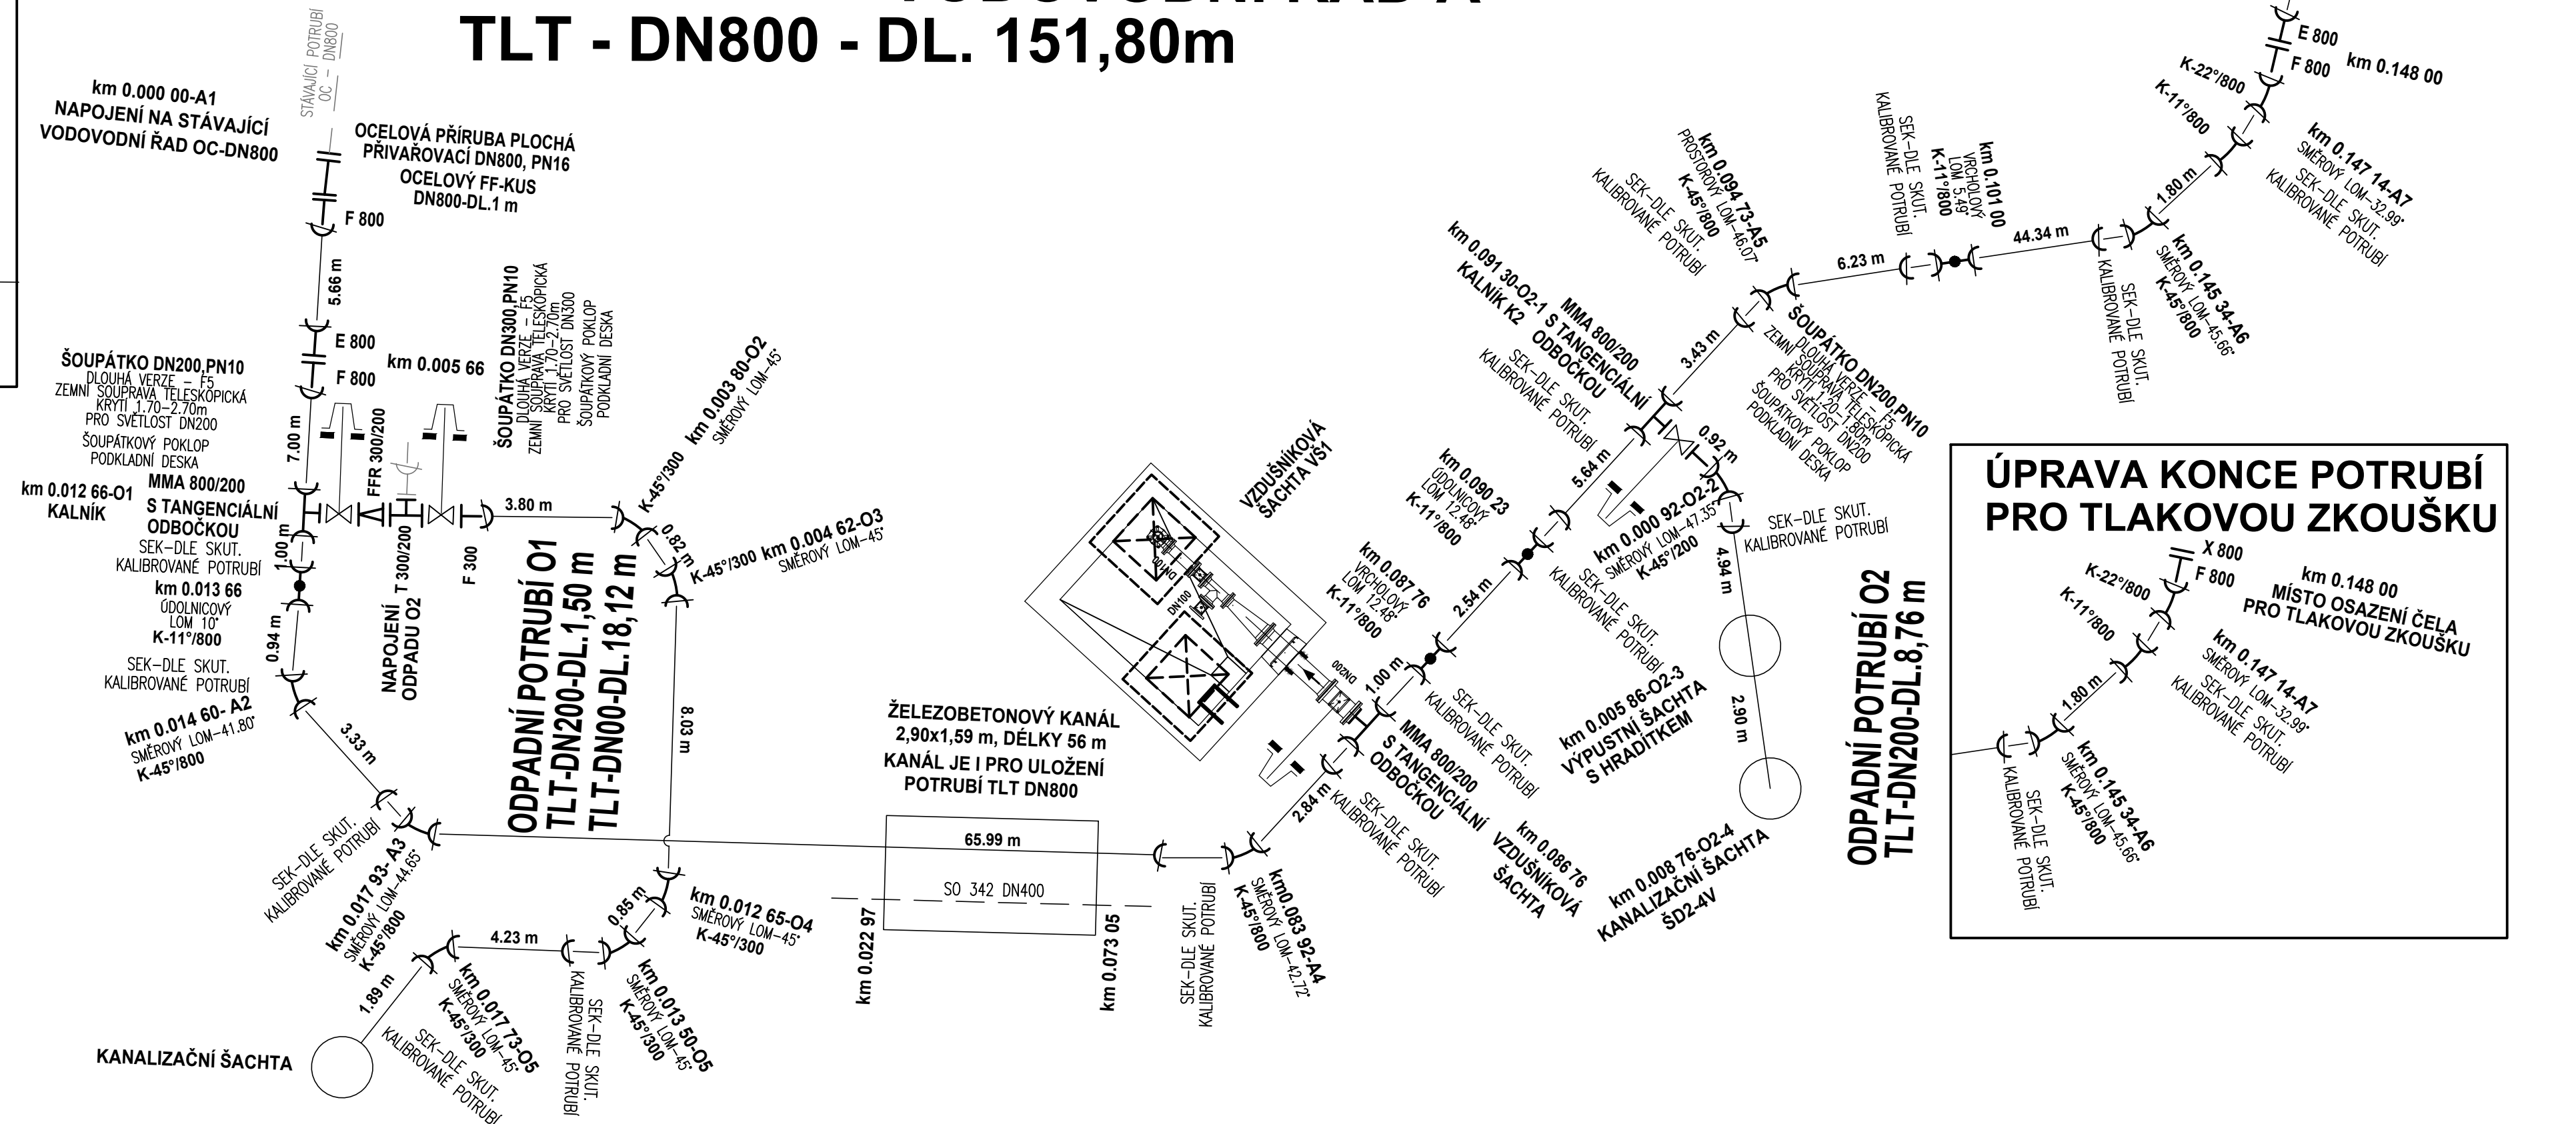 TLT - DN800 - DL. 151,80m
STÁVAJÍCÍ POTRUBÍ
OC - DN800
km 0.000 00-A1
NAPOJENÍ NA STÁVAJÍCÍ
VODOVODNÍ ŘAD OC-DN800
OCELOVÁ PŘÍRUBA PLOCHÁ
PŘIVAŘOVACÍ DN800, PN16
OCELOVÝ FF-KUS
DN800-DL.1 m
F 800
5.66 m
E 800
F 800
km 0.005 66
ŠOUPÁTKO DN200,PN10
DLOUHÁ VERZE - F5
ZEMNÍ SOUPRAVA TELESKOPICKÁ
KRYTÍ 1.70-2.70m
PRO SVĚTLOST DN200
ŠOUPÁTKOVÝ POKLOP
PODKLADNÍ DESKA
7.00 m
FFR 300/200
ŠOUPÁTKO DN300,PN10
DLOUHÁ VERZE - F5
ZEMNÍ SOUPRAVA TELESKOPICKÁ
KRYTÍ 1.70-2.70m
PRO SVĚTLOST DN300
ŠOUPÁTKOVÝ POKLOP
PODKLADNÍ DESKA
km 0.012 66-O1
KALNÍK
MMA 800/200
S TANGENCIÁLNÍ
ODBOČKOU
SEK-DLE SKUT.
KALIBROVANÉ POTRUBÍ
1.00 m
km 0.013 66
ÚDOLNICOVÝ
LOM 10°
K-11°/800
0.94 m
SEK-DLE SKUT.
KALIBROVANÉ POTRUBÍ
km 0.014 60- A2
SMĚROVÝ LOM-41.80°
K-45°/800
3.33 m
T 300/200
NAPOJENÍ
ODPADU O2
F 300
3.80 m
K-45°/300
km 0.003 80-O2
SMĚROVÝ LOM-45°
0.82 m
K-45°/300 km 0.004 62-O3
SMĚROVÝ LOM-45°
ODPADNÍ POTRUBÍ O1
TLT-DN200-DL.1,50 m
TLT-DN00-DL.18,12 m
8.03 m
SEK-DLE SKUT.
KALIBROVANÉ POTRUBÍ
km 0.017 93- A3
SMĚROVÝ LOM-44.65°
K-45°/800
ŽELEZOBETONOVÝ KANÁL
2,90x1,59 m, DÉLKY 56 m
KANÁL JE I PRO ULOŽENÍ
POTRUBÍ TLT DN800
65.99 m
SO 342 DN400
km 0.022 97
km 0.073 05
km 0.012 65-O4
SMĚROVÝ LOM-45°
K-45°/300
0.85 m
km 0.013 50-O5
SMĚROVÝ LOM-45°
K-45°/300
SEK-DLE SKUT.
KALIBROVANÉ POTRUBÍ
4.23 m
km 0.017 73-O5
SMĚROVÝ LOM-45°
K-45°/300
SEK-DLE SKUT.
KALIBROVANÉ POTRUBÍ
1.89 m
KANALIZAČNÍ ŠACHTA
SEK-DLE SKUT.
KALIBROVANÉ POTRUBÍ
km0.083 92-A4
SMĚROVÝ LOM-42.72°
K-45°/800
2.84 m
SEK-DLE SKUT.
KALIBROVANÉ POTRUBÍ
MMA 800/200
S TANGENCIÁLNÍ
ODBOČKOU
km 0.086 76
VZDUŠNÍKOVÁ
ŠACHTA
VZDUŠNÍKOVÁ
ŠACHTA VŠ1
DN100
DN100
DN200
1.00 m
SEK-DLE SKUT.
KALIBROVANÉ POTRUBÍ
km 0.087 76
VRCHOLOVÝ
LOM 12.48°
K-11°/800
2.54 m
SEK-DLE SKUT.
KALIBROVANÉ POTRUBÍ
km 0.090 23
ÚDOLNICOVÝ
LOM 12.48°
K-11°/800
5.64 m
SEK-DLE SKUT.
KALIBROVANÉ POTRUBÍ
km 0.091 30-O2-1
KALNÍK K2
MMA 800/200
S TANGENCIÁLNÍ
ODBOČKOU
3.43 m
SEK-DLE SKUT.
KALIBROVANÉ POTRUBÍ
km 0.094 73-A5
PROSTOROVÝ LOM-46.07°
K-45°/800
ŠOUPÁTKO DN200,PN10
DLOUHÁ VERZE - F5
ZEMNÍ SOUPRAVA TELESKOPICKÁ
KRYTÍ 1.20-1.80m
PRO SVĚTLOST DN200
ŠOUPÁTKOVÝ POKLOP
PODKLADNÍ DESKA
0.92 m
km 0.000 92-O2-2
SMĚROVÝ LOM-47.35°
K-45°/200
SEK-DLE SKUT.
KALIBROVANÉ POTRUBÍ
4.94 m
km 0.005 86-O2-3
VÝPUSTNÍ ŠACHTA
S HRADÍTKEM
2.90 m
km 0.008 76-O2-4
KANALIZAČNÍ ŠACHTA
ŠD2-4V
ODPADNÍ POTRUBÍ O2
TLT-DN200-DL.8,76 m
6.23 m
SEK-DLE SKUT.
KALIBROVANÉ POTRUBÍ
km 0.101 00
VRCHOLOVÝ
LOM 5.49°
K-11°/800
44.34 m
SEK-DLE SKUT.
KALIBROVANÉ POTRUBÍ
km 0.145 34-A6
SMĚROVÝ LOM-45.66°
K-45°/800
1.80 m
K-11°/800
K-22°/800
km 0.147 14-A7
SMĚROVÝ LOM-32.99°
SEK-DLE SKUT.
KALIBROVANÉ POTRUBÍ
E 800
F 800
km 0.148 00
ÚPRAVA KONCE POTRUBÍ
PRO TLAKOVOU ZKOUŠKU
X 800
F 800
km 0.148 00
MÍSTO OSAZENÍ ČELA
PRO TLAKOVOU ZKOUŠKU
K-22°/800
K-11°/800
km 0.147 14-A7
SMĚROVÝ LOM-32.99°
SEK-DLE SKUT.
KALIBROVANÉ POTRUBÍ
1.80 m
km 0.145 34-A6
SMĚROVÝ LOM-45.66°
K-45°/800
SEK-DLE SKUT.
KALIBROVANÉ POTRUBÍ